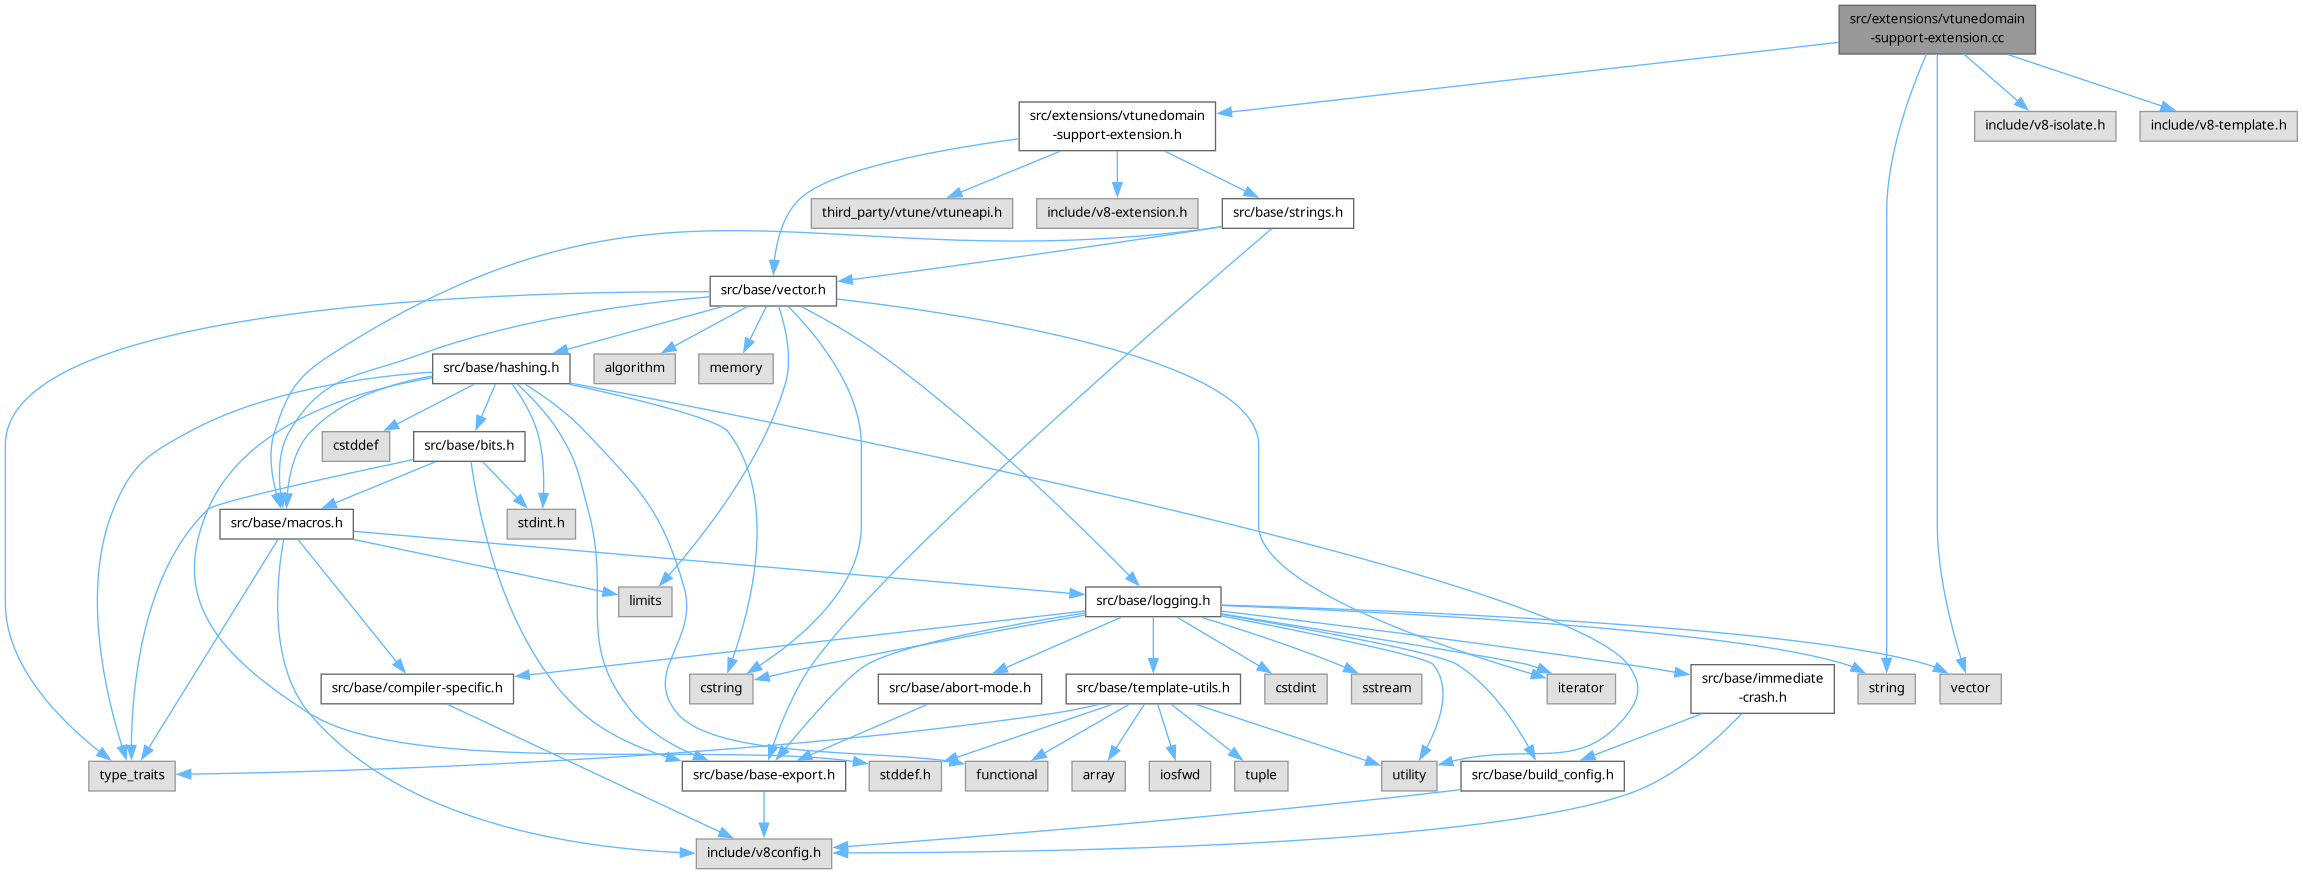 src/extensions/vtunedomain
-support-extension.cc
src/extensions/vtunedomain
-support-extension.h
include/v8-isolate.h
include/v8-template.h
third_party/vtune/vtuneapi.h
include/v8-extension.h
src/base/strings.h
src/base/vector.h
src/base/hashing.h
algorithm
memory
cstddef
src/base/bits.h
src/base/macros.h
stdint.h
limits
src/base/logging.h
src/base/compiler-specific.h
cstring
src/base/abort-mode.h
src/base/template-utils.h
cstdint
sstream
iterator
src/base/immediate
-crash.h
string
vector
type_traits
src/base/base-export.h
stddef.h
functional
array
iosfwd
tuple
utility
src/base/build_config.h
include/v8config.h